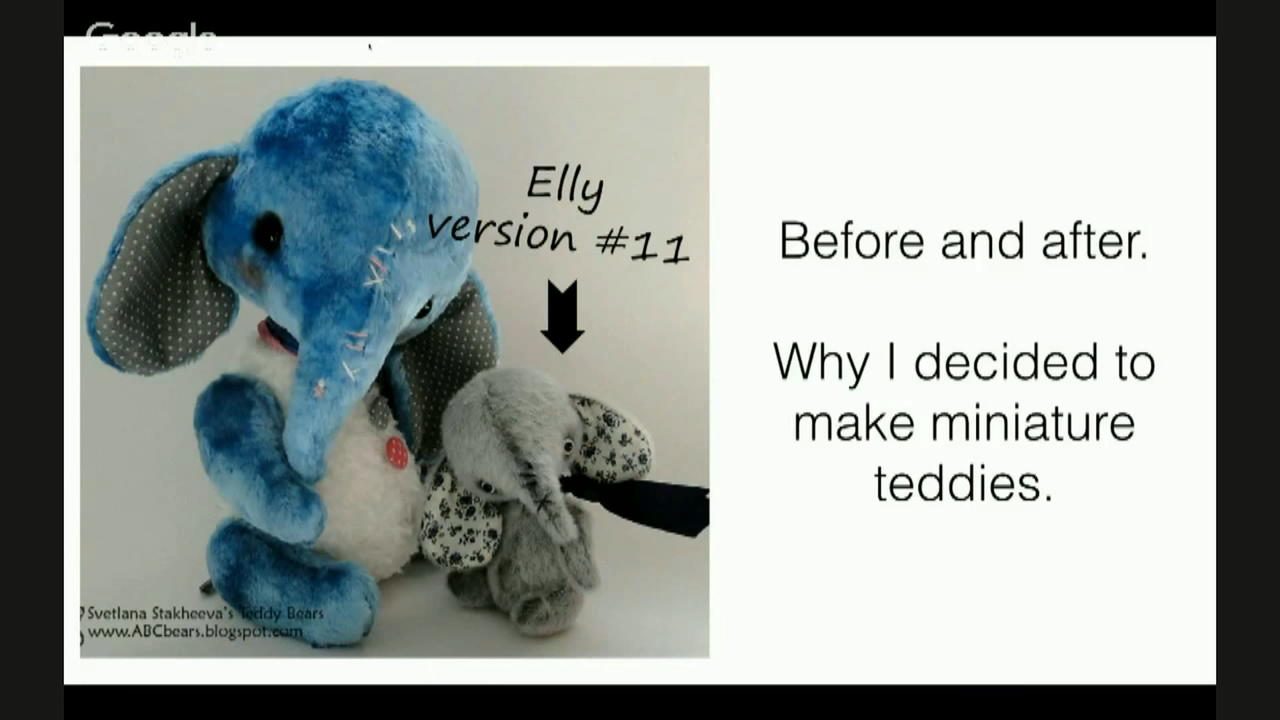 Google
Elly
version #11
Before and after.
Why I decided to
make miniature
teddies.
Svetlana Stakheeva's Teddy Bears
www.ABCbears.blogspot.com